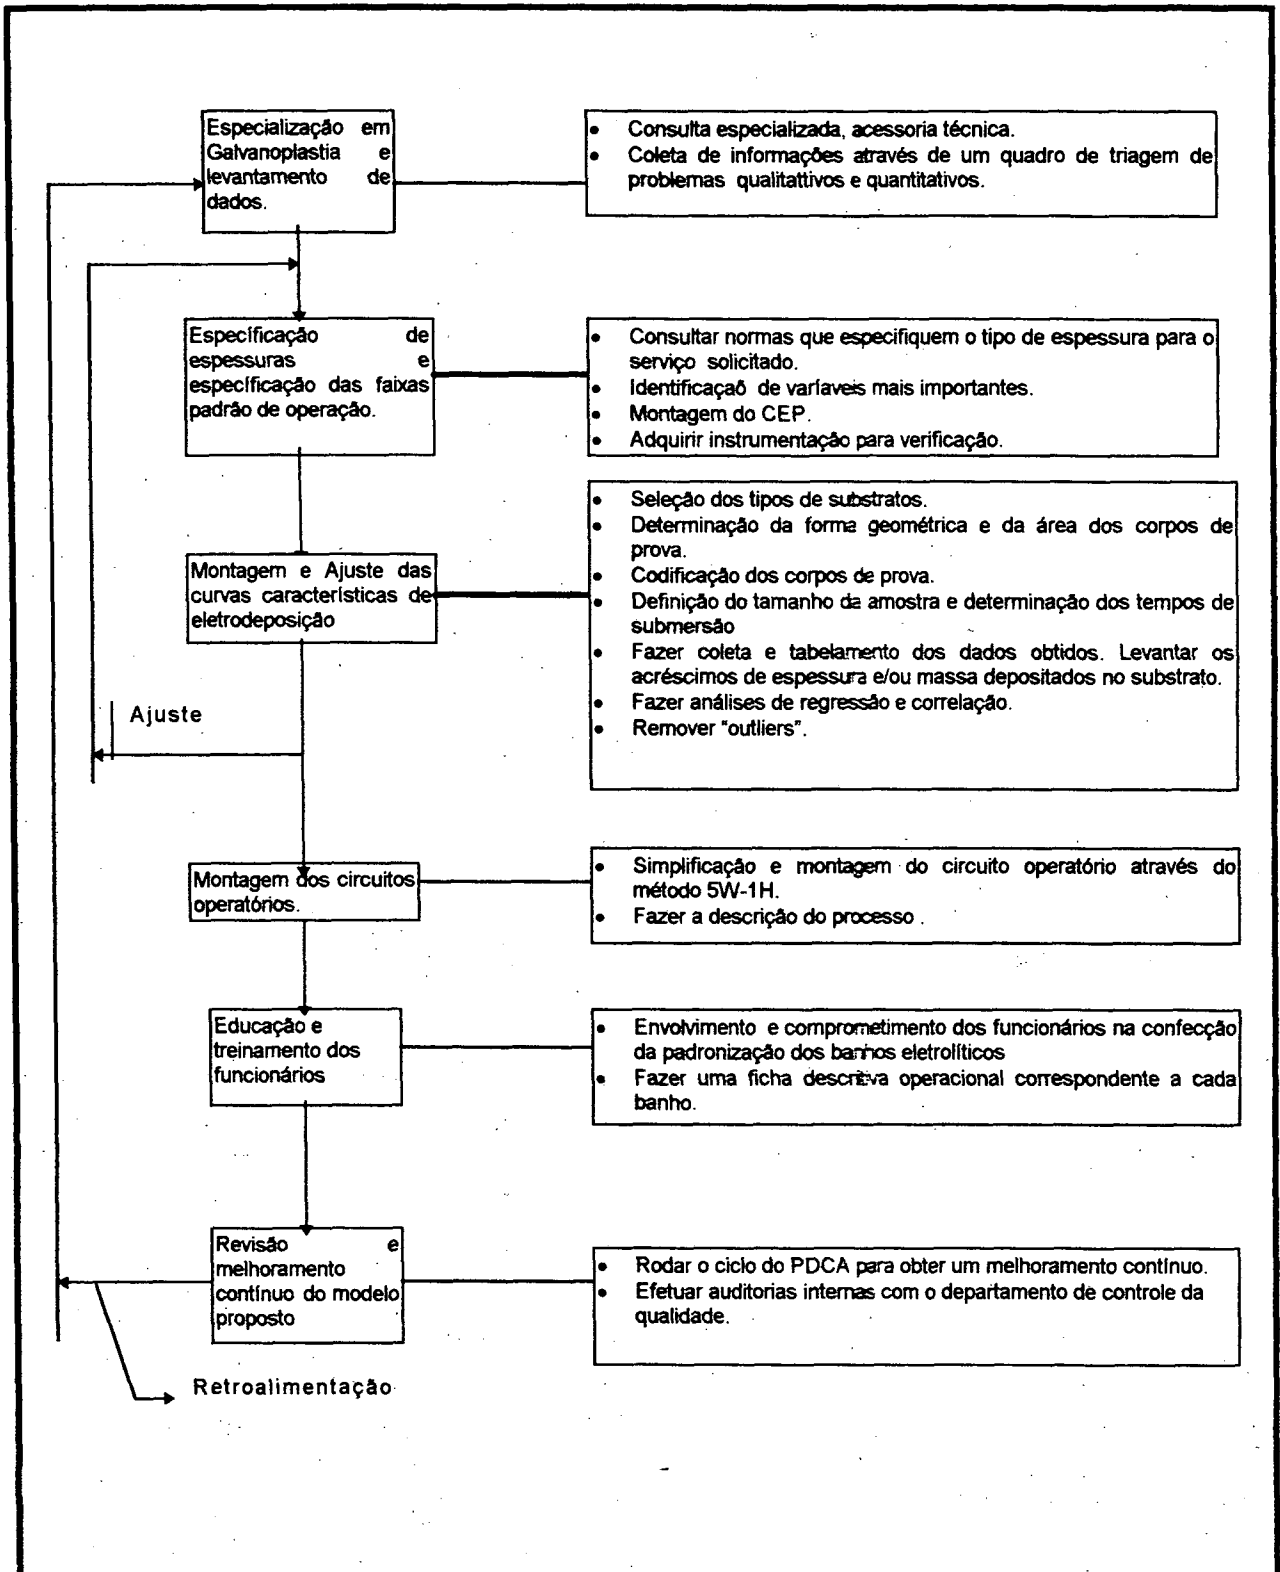 Especialização em
Galvanoplastia e
levantamento de
dados.
• Consulta especializada, acessoria técnica.
• Coleta de informações através de um quadro de triagem de
problemas qualitattivos e quantitativos.
Especificação de
espessuras e
especIficação das faixas
padrão de operação.
• Consultar normas que especifiquem o tipo de espessura para o
serviço solicitado.
• Identificaçaõ de varíaveis mais importantes.
• Montagem do CEP.
• Adquirir instrumentação para verificação.
Montagem e Ajuste das
curvas características de
eletrodeposição
• Seleção dos tipos de substratos.
• Determinação da forma geométrica e da área dos corpos de
prova.
• Codificação dos corpos de prova.
• Definição do tamanho da amostra e determinação dos tempos de
submersão
• Fazer coleta e tabelamento dos dados obtidos. Levantar os
acréscimos de espessura e/ou massa depositados no substrato.
• Fazer análises de regressão e correlação.
• Remover "outliers".
Ajuste
Montagem dos circuitos
operatórios.
• Simplificação e montagem do circuito operatório através do
método 5W-1H.
• Fazer a descrição do processo .
Educação e
treinamento dos
funcionários
• Envolvimento e comprometimento dos funcionários na confecção
da padronização dos banhos eletrolíticos
• Fazer uma ficha descritiva operacional correspondente a cada
banho.
Revisão e
melhoramento
contínuo do modelo
proposto
• Rodar o ciclo do PDCA para obter um melhoramento contínuo.
• Efetuar auditorias internas com o departamento de controle da
qualidade.
Retroalimentação